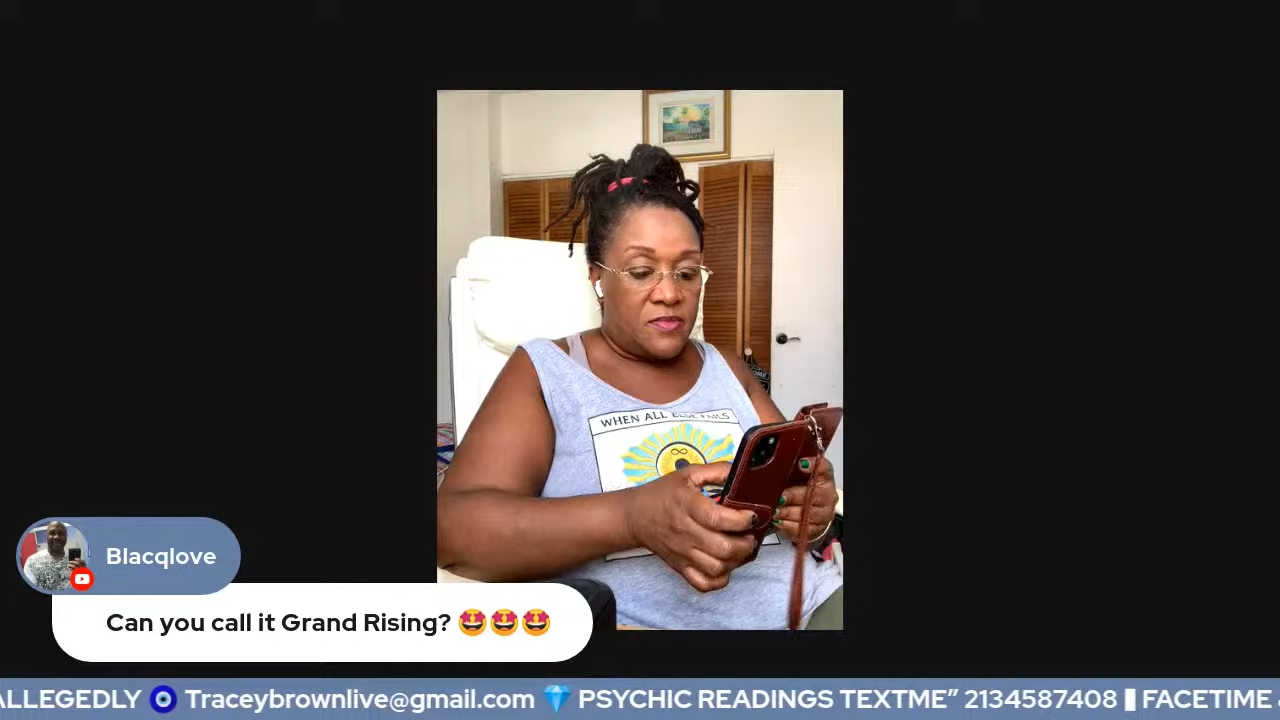 WHEN ALL ELSE FAILS
Blacqlove
Can you call it Grand Rising? 🤩🤩🤩
ALLEGEDLY 🧿 Traceybrownlive@gmail.com 💎 PSYCHIC READINGS TEXTME” 2134587408 ▮ FACETIME